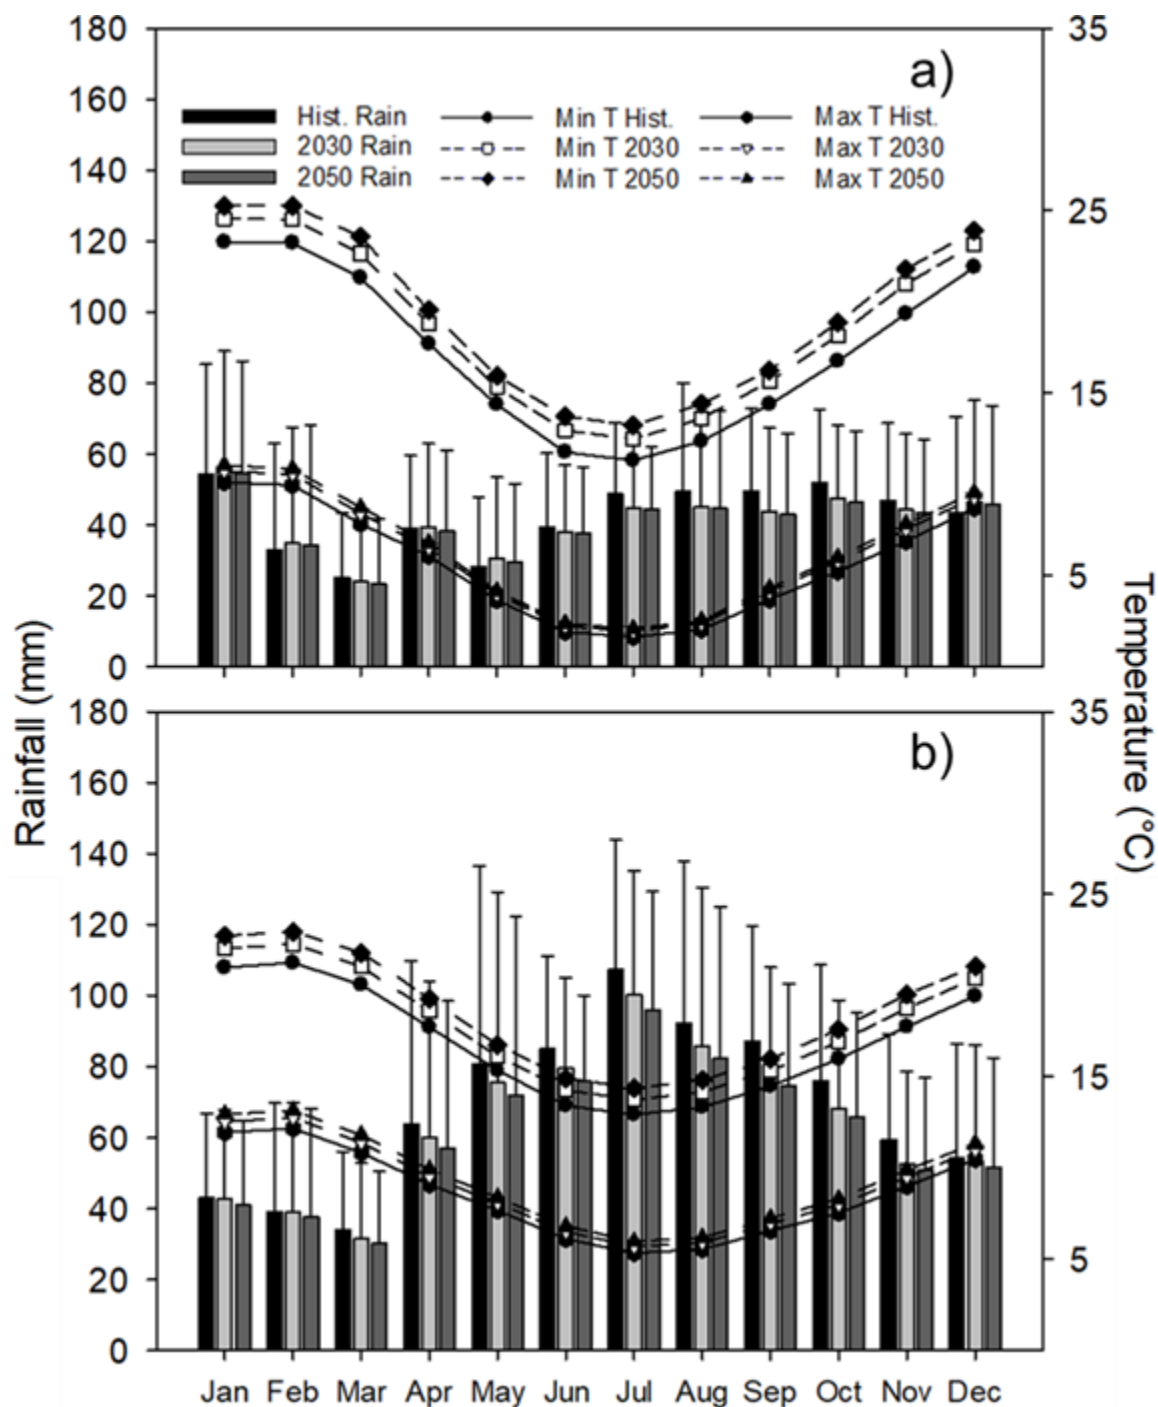 180
160
140
120
100
80
60
40
20
0
35
25
15
5
a)
Hist. Rain
2030 Rain
2050 Rain
Min T Hist.
Min T 2030
Min T 2050
Max T Hist.
Max T 2030
Max T 2050
Rainfall (mm)
Temperature (°C)
180
160
140
120
100
80
60
40
20
0
35
25
15
5
b)
Jan Feb Mar Apr May Jun Jul Aug Sep Oct Nov Dec